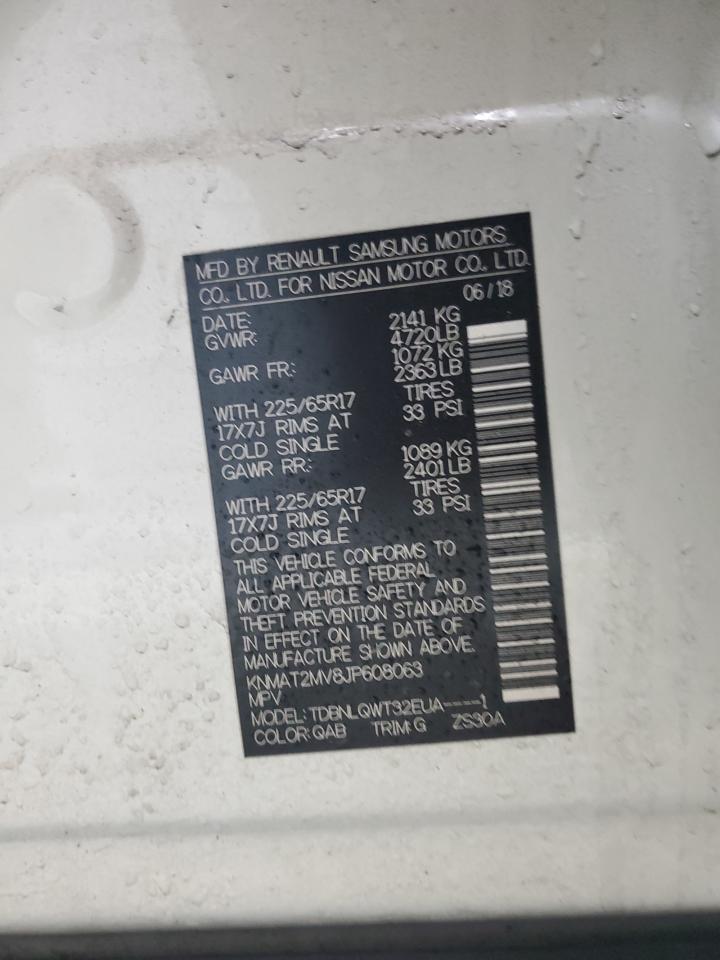 MFD BY RENAULT SAMSUNG MOTORS
CO., LTD. FOR NISSAN MOTOR CO., LTD.
DATE: 06/18
GVWR: 2141 KG
4720LB
GAWR FR: 1072 KG
2363LB
WITH 225/65R17 TIRES
17X7J RIMS AT 33 PSI
COLD SINGLE
GAWR RR: 1089 KG
2401LB
WITH 225/65R17 TIRES
17X7J RIMS AT 33 PSI
COLD SINGLE
THIS VEHICLE CONFORMS TO
ALL APPLICABLE FEDERAL
MOTOR VEHICLE SAFETY AND
THEFT PREVENTION STANDARDS
IN EFFECT ON THE DATE OF
MANUFACTURE SHOWN ABOVE.
KNMAT2MV8JP608063
MPV
MODEL: TDBNLQWT32EUA----1
COLOR: QAB TRIM: G ZS30A